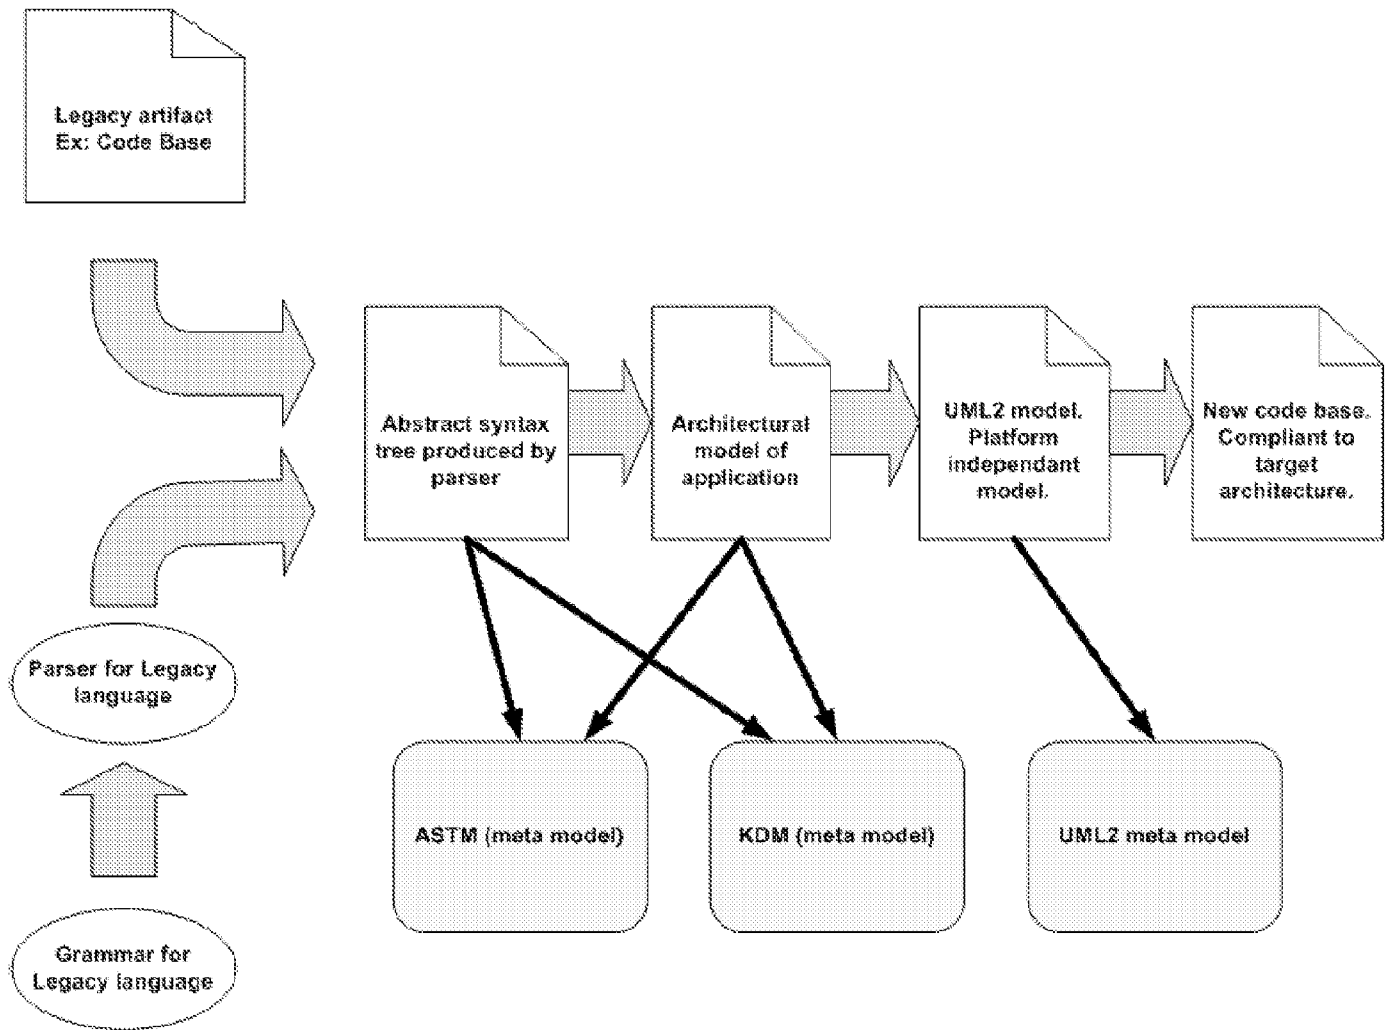 Legacy artifact
Ex: Code Base
Abstract syntax
tree produced by
parser
Architectural
model of
application
UML2 model.
Platform
independant
model.
New code base.
Compliant to
target
architecture.
Parser for Legacy
language
ASTM (meta model)
KDM (meta model)
UML2 meta model
Grammar for
Legacy language